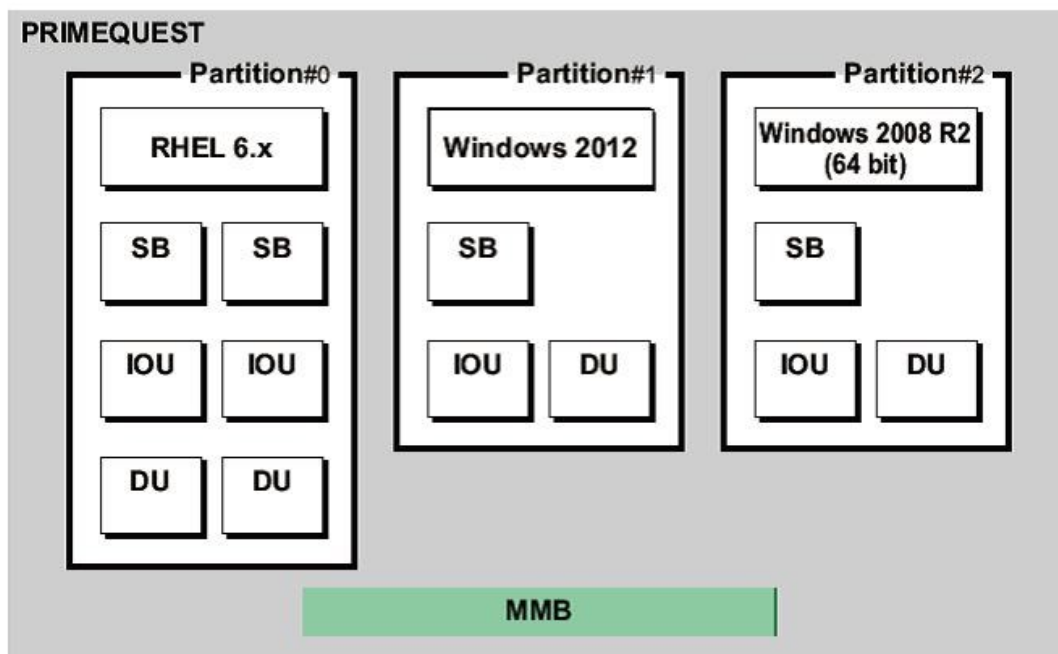 PRIMEQUEST
Partition#0
RHEL 6.x
SB SB
IOU IOU
DU DU
Partition#1
Windows 2012
SB
IOU DU
Partition#2
Windows 2008 R2
(64 bit)
SB
IOU DU
MMB